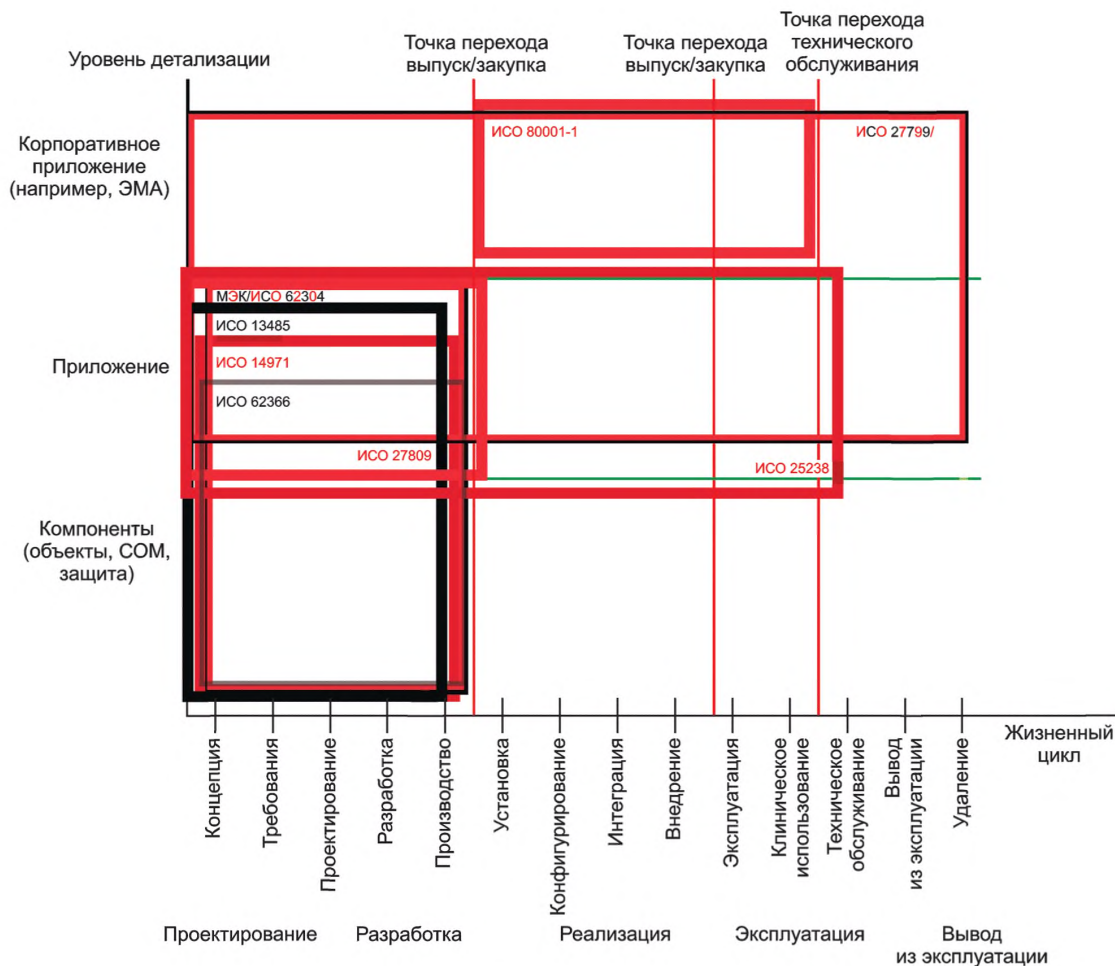 Уровень детализации
Точка перехода
выпуск/закупка
Точка перехода
выпуск/закупка
Точка перехода
технического
обслуживания
Корпоративное
приложение
(например, ЭМА)
ИСО 80001-1
ИСО 27799/
МЭК/ИСО 62304
ИСО 13485
Приложение
ИСО 14971
ИСО 62366
ИСО 27809
ИСО 25238
Компоненты
(объекты, COM,
защита)
Жизненный
цикл
Концепция
Требования
Проектирование
Разработка
Производство
Установка
Конфигурирование
Интеграция
Внедрение
Эксплуатация
Клиническое
использование
Техническое
обслуживание
Вывод
из эксплуатации
Удаление
Проектирование
Разработка
Реализация
Эксплуатация
Вывод
из эксплуатации